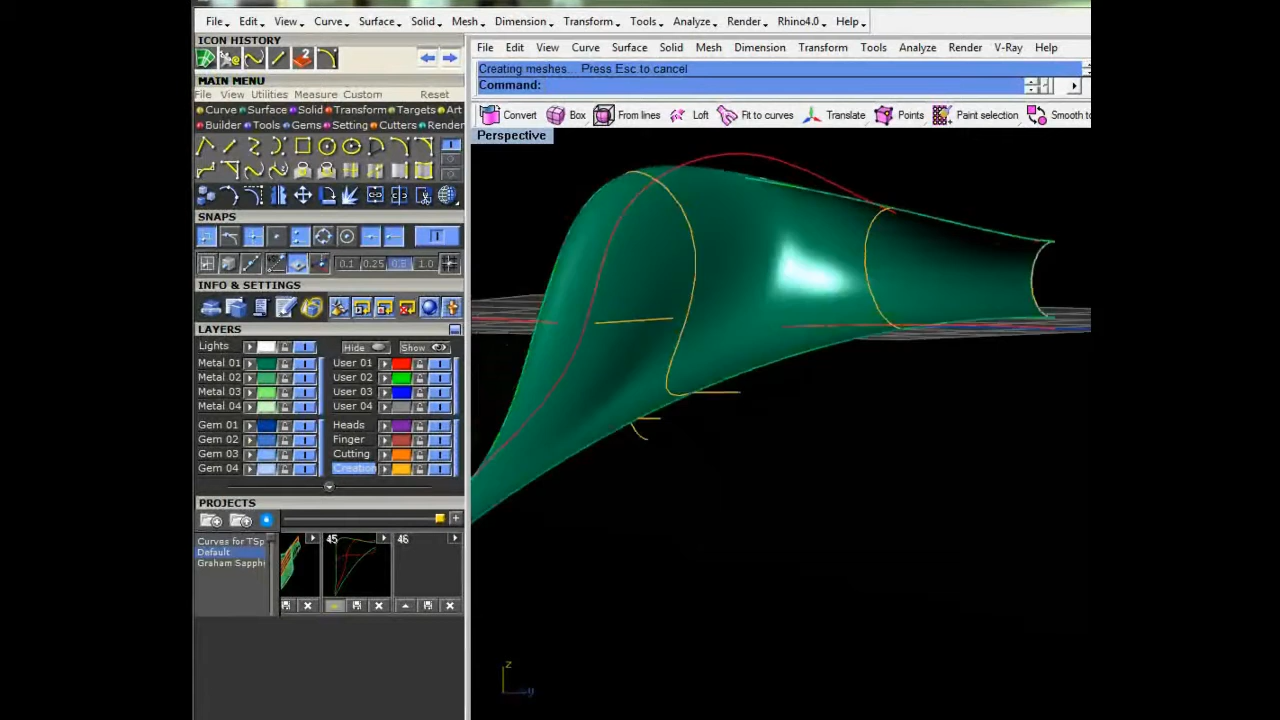 File Edit View Curve Surface Solid Mesh Dimension Transform Tools Analyze Render Rhino4.0 Help
ICON HISTORY
2
MAIN MENU
File View Utilities Measure Custom Reset
Curve Surface Solid Transform Targets Art
Builder Tools Gems Setting Cutters Render
SNAPS
0.1 0.25 0.5 1.0
INFO & SETTINGS
LAYERS
Lights Hide Show
Metal 01 User 01
Metal 02 User 02
Metal 03 User 03
Metal 04 User 04
Gem 01 Heads
Gem 02 Finger
Gem 03 Cutting
Gem 04 Creation
PROJECTS
Curves for TSp
Default
Graham Sapph
45 46
File Edit View Curve Surface Solid Mesh Dimension Transform Tools Analyze Render V-Ray Help
Creating meshes... Press Esc to cancel
Command:
Convert Box From lines Loft Fit to curves Translate Points Paint selection Smooth to
Perspective
z
y